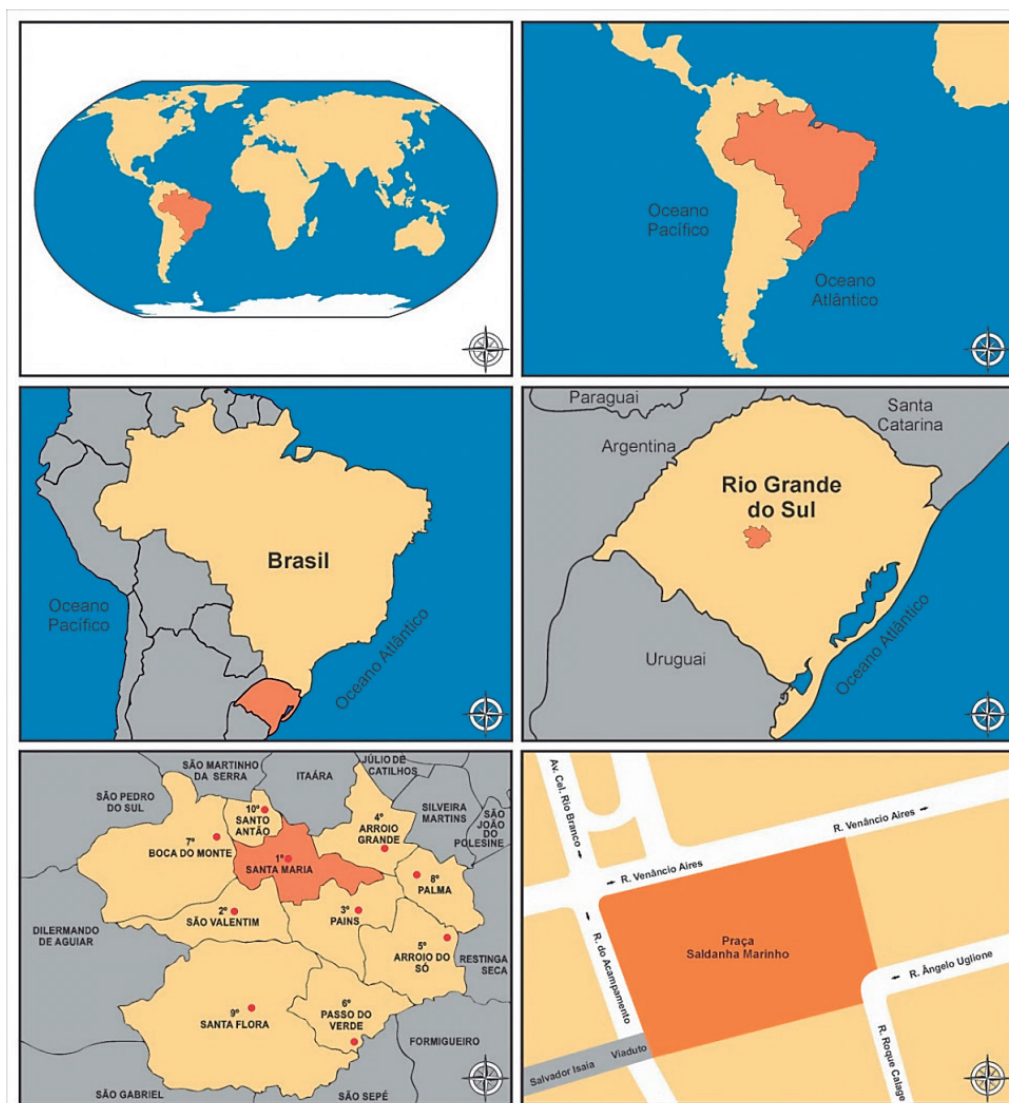 Oceano
Pacífico
Oceano
Atlântico
Brasil
Oceano
Pacífico
Oceano Atlântico
Paraguai
Santa
Catarina
Argentina
Rio Grande
do Sul
Uruguai
Oceano Atlântico
SÃO MARTINHO
DA SERRA
ITAÁRA
JÚLIO DE
CATILHOS
SÃO PEDRO
DO SUL
SILVEIRA
MARTINS
SÃO
JOÃO DO
POLESINE
10º
SANTO
ANTÃO
4º
ARROIO
GRANDE
7º
BOCA DO MONTE
1º
SANTA MARIA
8º
PALMA
2º
SÃO VALENTIM
3º
PAINS
DILERMANDO
DE AGUIAR
5º
ARROIO DO
SÓ
RESTINGA
SECA
9º
SANTA FLORA
6º
PASSO DO
VERDE
FORMIGUEIRO
SÃO GABRIEL
SÃO SEPÉ
Av. Cel. Rio Branco
R. Venâncio Aires
R. Venâncio Aires
Praça
Saldanha Marinho
R. do Acampamento
R. Ângelo Uglione
Salvador Isaia Viaduto
R. Roque Calage